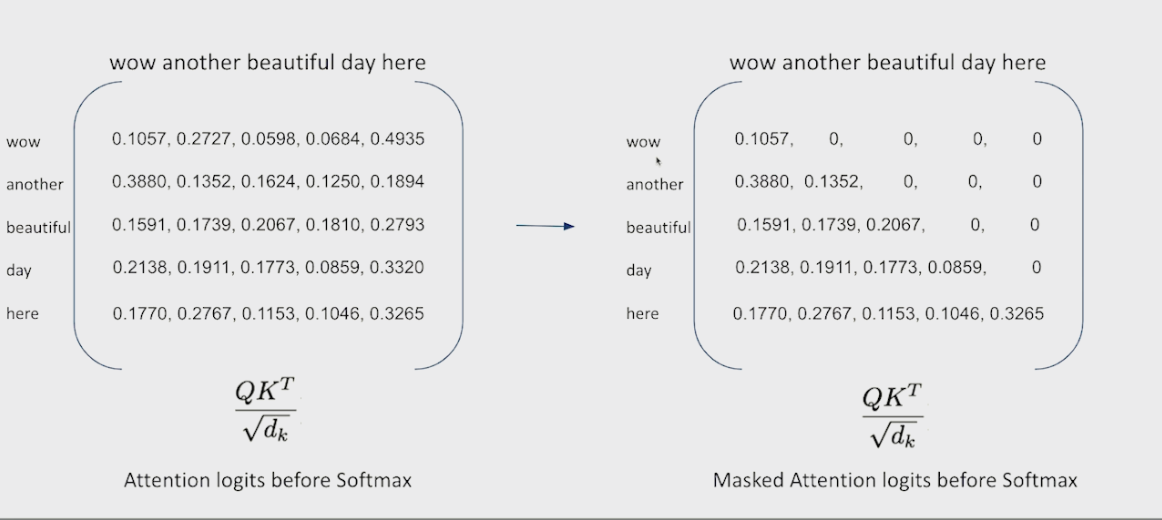 wow another beautiful day here
wow 0.1057, 0.2727, 0.0598, 0.0684, 0.4935
another 0.3880, 0.1352, 0.1624, 0.1250, 0.1894
beautiful 0.1591, 0.1739, 0.2067, 0.1810, 0.2793
day 0.2138, 0.1911, 0.1773, 0.0859, 0.3320
here 0.1770, 0.2767, 0.1153, 0.1046, 0.3265
QK^T
√d_k
Attention logits before Softmax
wow another beautiful day here
wow 0.1057, 0, 0, 0, 0
another 0.3880, 0.1352, 0, 0, 0
beautiful 0.1591, 0.1739, 0.2067, 0, 0
day 0.2138, 0.1911, 0.1773, 0.0859, 0
here 0.1770, 0.2767, 0.1153, 0.1046, 0.3265
QK^T
√d_k
Masked Attention logits before Softmax